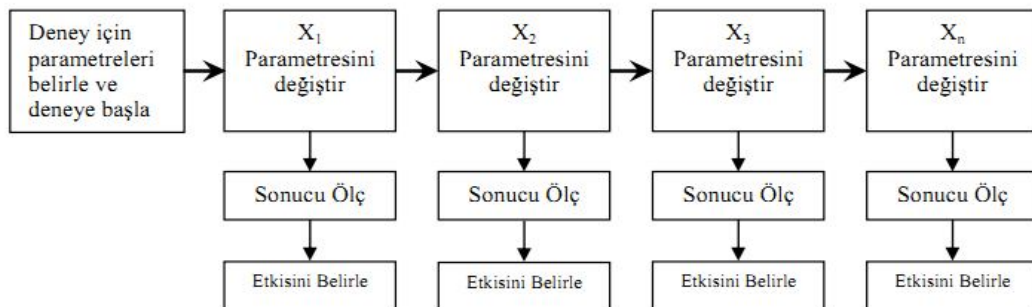 Deney için
parametreleri
belirle ve
deneye başla
X1
Parametresini
değiştir
X2
Parametresini
değiştir
X3
Parametresini
değiştir
Xn
Parametresini
değiştir
Sonucu Ölç
Sonucu Ölç
Sonucu Ölç
Sonucu Ölç
Etkisini Belirle
Etkisini Belirle
Etkisini Belirle
Etkisini Belirle